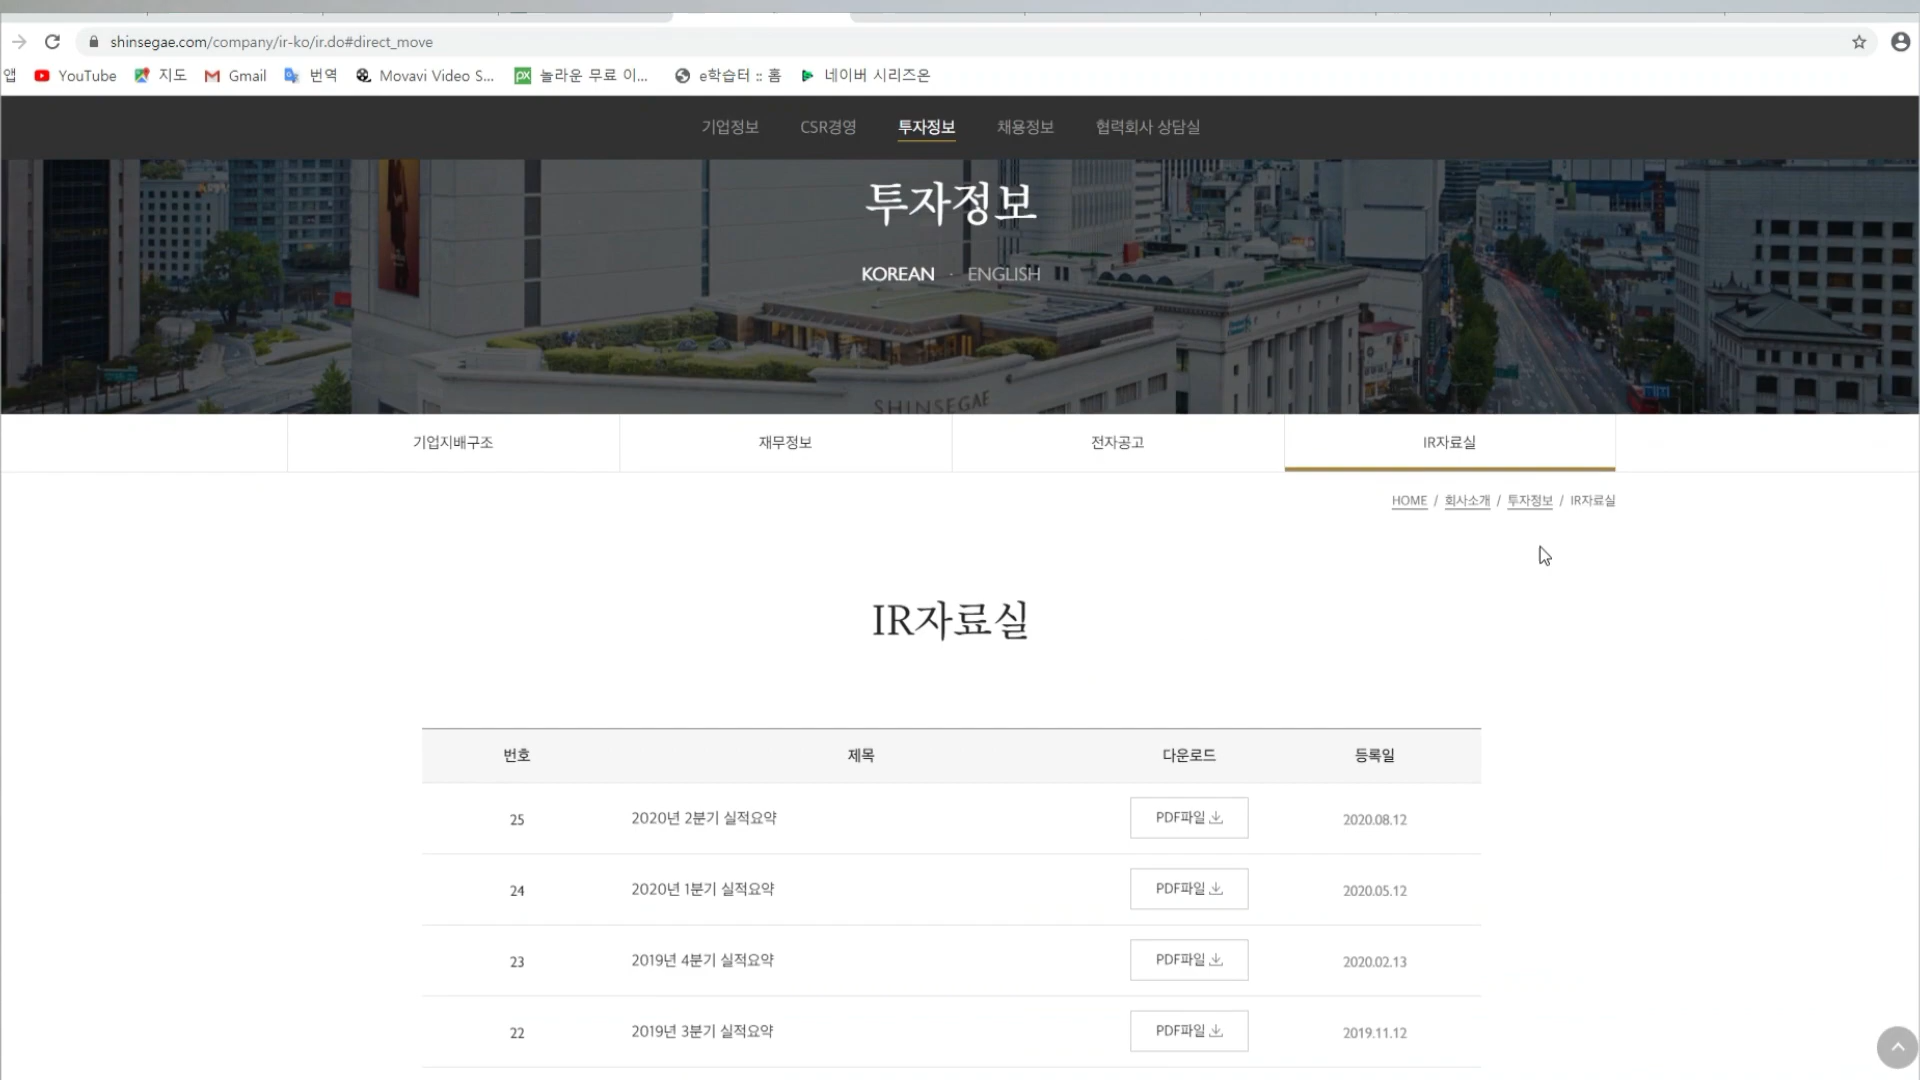 shinsegae.com/company/ir-ko/ir.do#direct_move
앱 YouTube 지도 Gmail 번역 Movavi Video S... 놀라운 무료 이... e학습터 :: 홈 네이버 시리즈온
기업정보 CSR경영 투자정보 채용정보 협력회사 상담실
투자정보
KOREAN · ENGLISH
SHINSEGAE
기업지배구조 재무정보 전자공고 IR자료실
HOME / 회사소개 / 투자정보 / IR자료실
IR자료실
번호 제목 다운로드 등록일
25 2020년 2분기 실적요약 PDF파일 2020.08.12
24 2020년 1분기 실적요약 PDF파일 2020.05.12
23 2019년 4분기 실적요약 PDF파일 2020.02.13
22 2019년 3분기 실적요약 PDF파일 2019.11.12